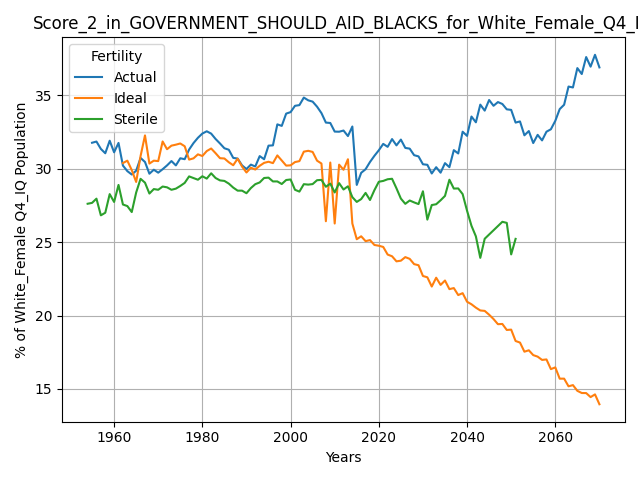 Score_2_in_GOVERNMENT_SHOULD_AID_BLACKS_for_White_Female_Q4_I
Fertility
Actual
Ideal
Sterile
% of White_Female Q4_IQ Population
35
30
25
20
15
1960 1980 2000 2020 2040 2060
Years